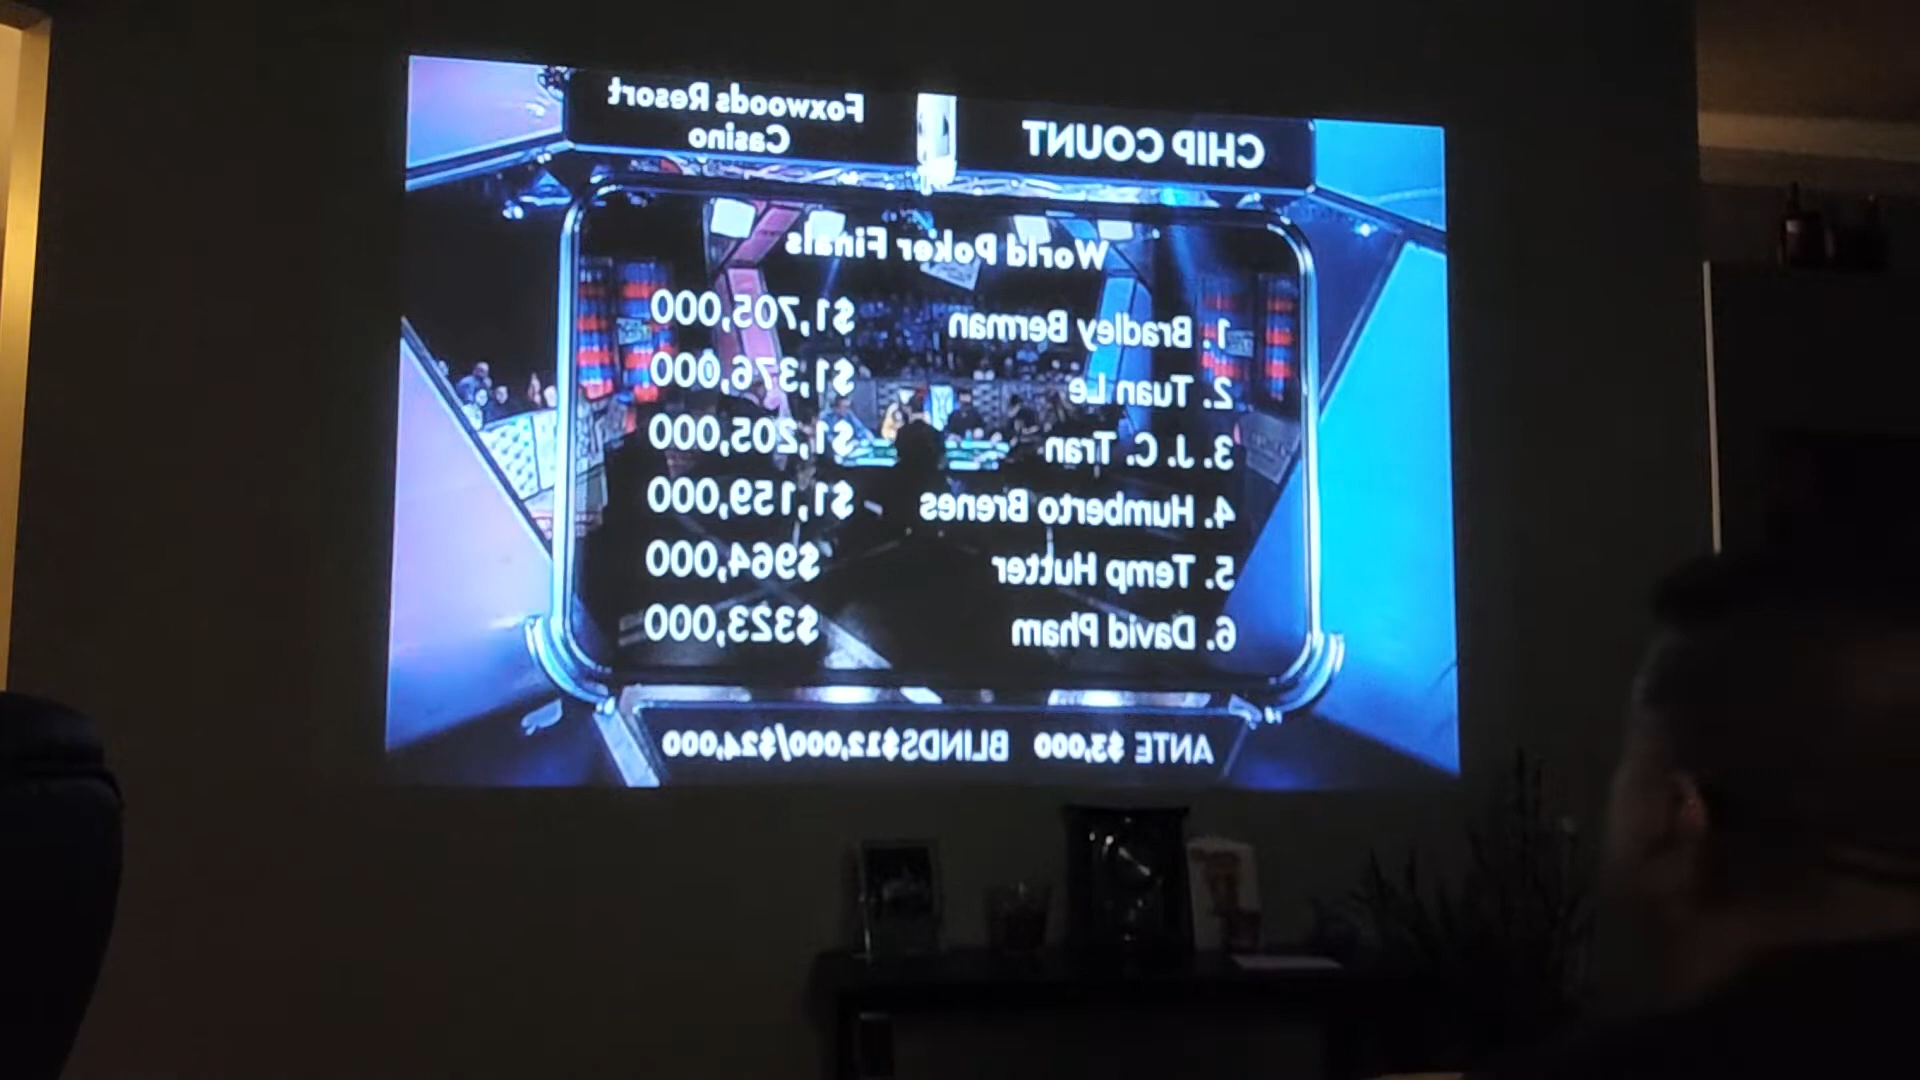 CHIP COUNT
Foxwoods Resort
Casino
World Poker Finals
1. Bradley Berman $1,705,000
2. Tuan Le $1,376,000
3. J. C. Tran $1,205,000
4. Humberto Brenes $1,159,000
5. Temp Hutter $964,000
6. David Pham $323,000
ANTE $3,000 BLINDS $12,000/$24,000